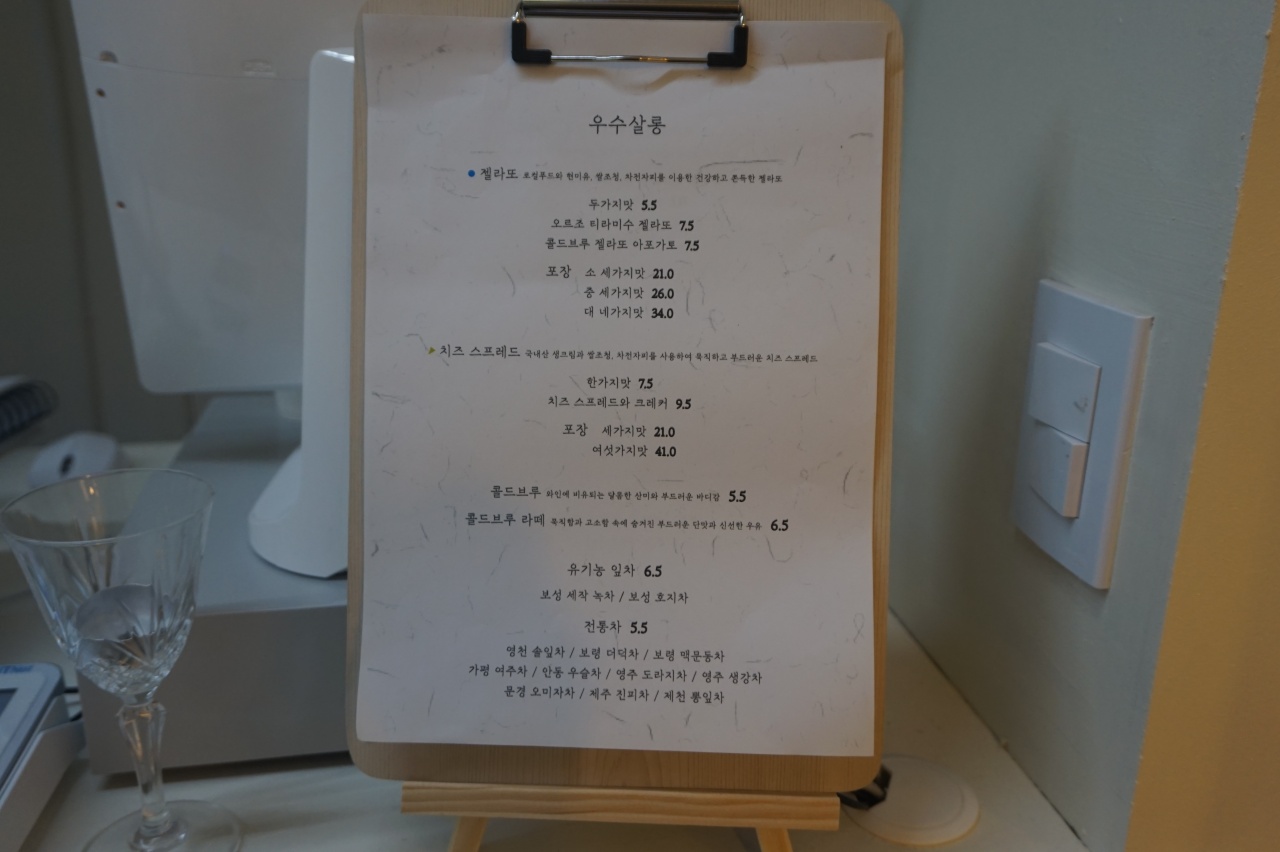 우수살롱
젤라또 로컬푸드와 현미유, 쌀조청, 차전자피를 이용한 건강하고 쫀득한 젤라또
두가지맛 5.5
오르조 티라미수 젤라또 7.5
콜드브루 젤라또 아포가토 7.5
포장 소 세가지맛 21.0
중 세가지맛 26.0
대 네가지맛 34.0
치즈 스프레드 국내산 생크림과 쌀조청, 차전자피를 사용하여 묵직하고 부드러운 치즈 스프레드
한가지맛 7.5
치즈 스프레드와 크레커 9.5
포장 세가지맛 21.0
여섯가지맛 41.0
콜드브루 와인에 비유되는 달콤한 산미와 부드러운 바디감 5.5
콜드브루 라떼 묵직함과 고소함 속에 숨겨진 부드러운 단맛과 신선한 우유 6.5
유기농 잎차 6.5
보성 세작 녹차 / 보성 호지차
전통차 5.5
영천 솔잎차 / 보령 더덕차 / 보령 맥문동차
가평 여주차 / 안동 우슬차 / 영주 도라지차 / 영주 생강차
문경 오미자차 / 제주 진피차 / 제천 뽕잎차